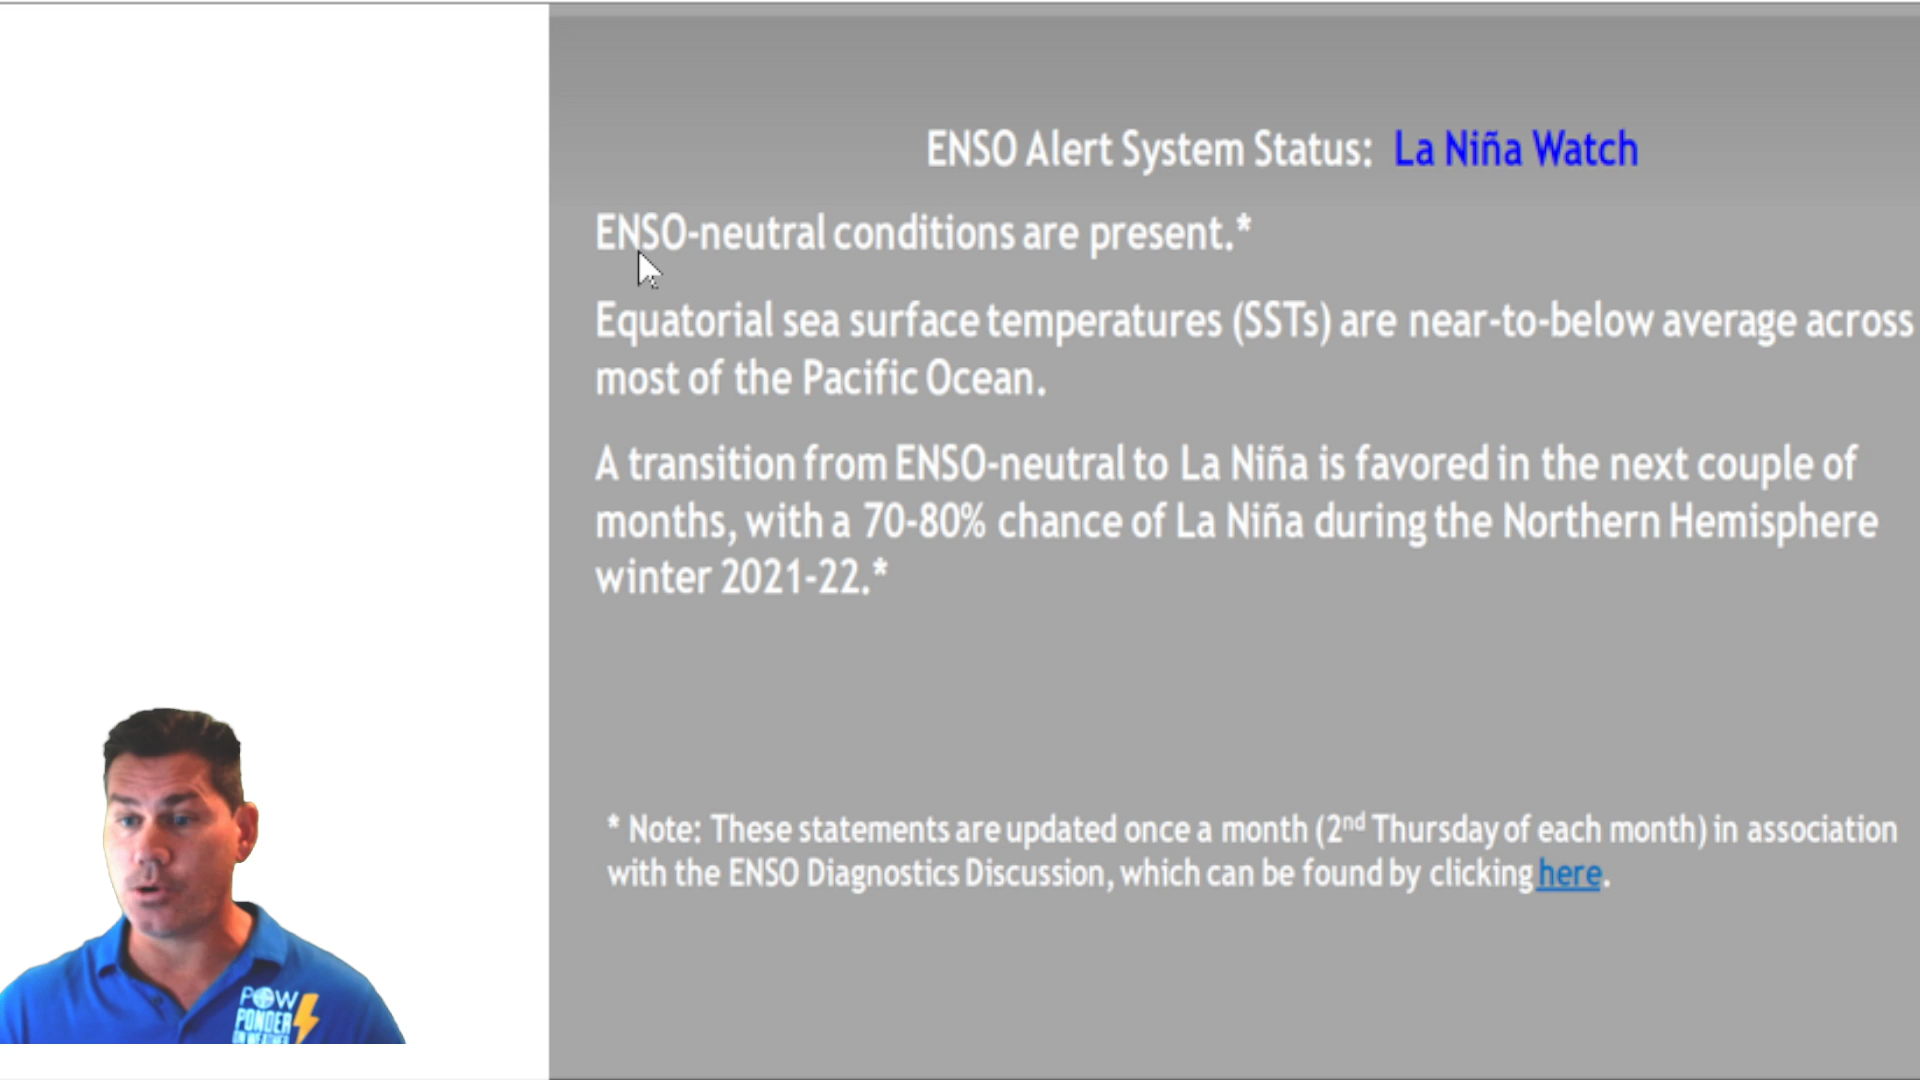 ENSO Alert System Status: La Niña Watch
ENSO-neutral conditions are present.*
Equatorial sea surface temperatures (SSTs) are near-to-below average across
most of the Pacific Ocean.
A transition from ENSO-neutral to La Niña is favored in the next couple of
months, with a 70-80% chance of La Niña during the Northern Hemisphere
winter 2021-22.*
* Note: These statements are updated once a month (2nd Thursday of each month) in association
with the ENSO Diagnostics Discussion, which can be found by clicking here.
POW
PONDER
ON WEATHER